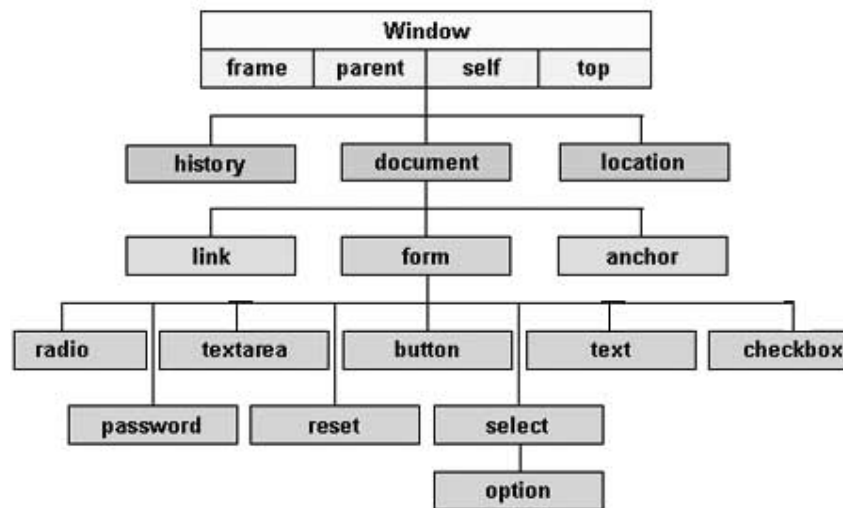 Window
frame parent self top
history document location
link form anchor
radio textarea button text checkbox
password reset select
option